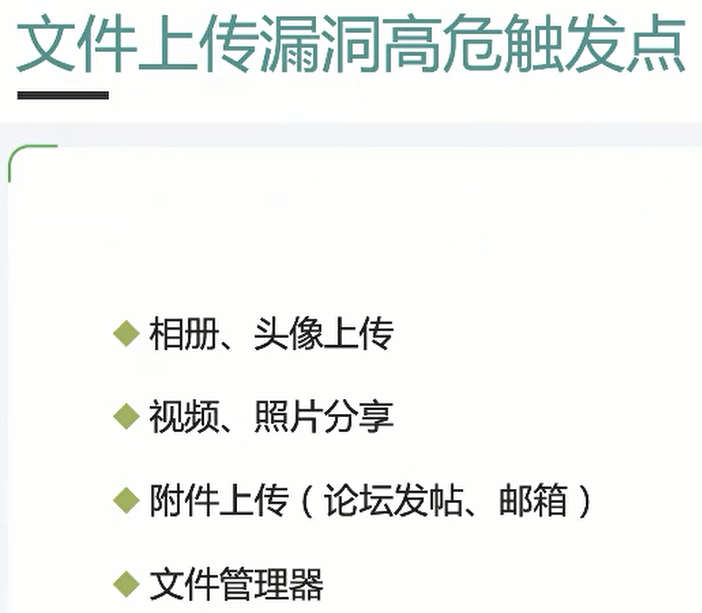 文件上传漏洞高危触发点
相册、头像上传
视频、照片分享
附件上传（论坛发帖、邮箱）
文件管理器